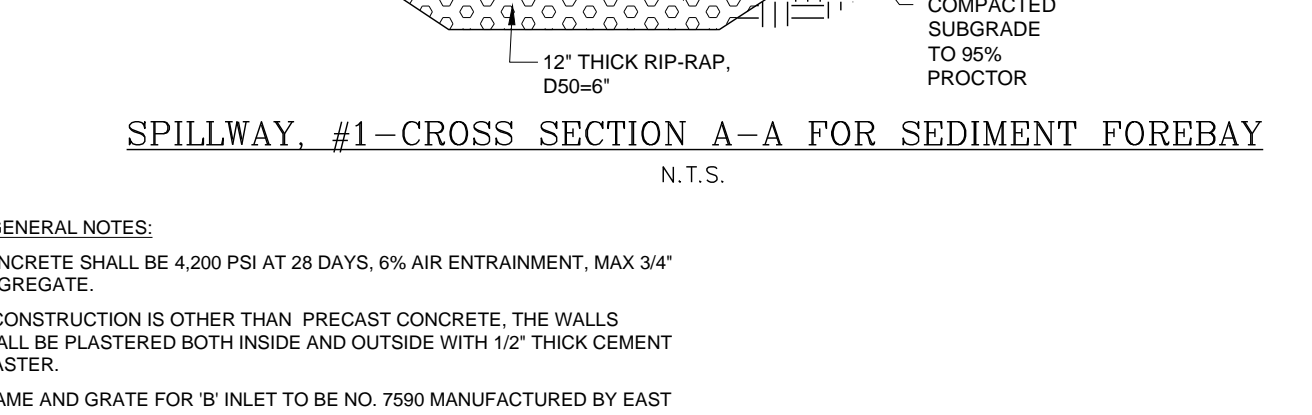 COMPACTED
SUBGRADE
TO 95%
PROCTOR
12" THICK RIP-RAP,
D50=6"
SPILLWAY, #1-CROSS SECTION A-A FOR SEDIMENT FOREBAY
N.T.S.
GENERAL NOTES:
NCRETE SHALL BE 4,200 PSI AT 28 DAYS, 6% AIR ENTRAINMENT, MAX 3/4"
GREGATE.
CONSTRUCTION IS OTHER THAN PRECAST CONCRETE, THE WALLS
ALL BE PLASTERED BOTH INSIDE AND OUTSIDE WITH 1/2" THICK CEMENT
ASTER.
AME AND GRATE FOR 'B' INLET TO BE NO. 7590 MANUFACTURED BY EAST